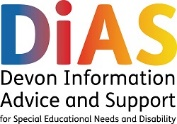 DiAS
Devon Information
Advice and Support
for Special Educational Needs and Disability